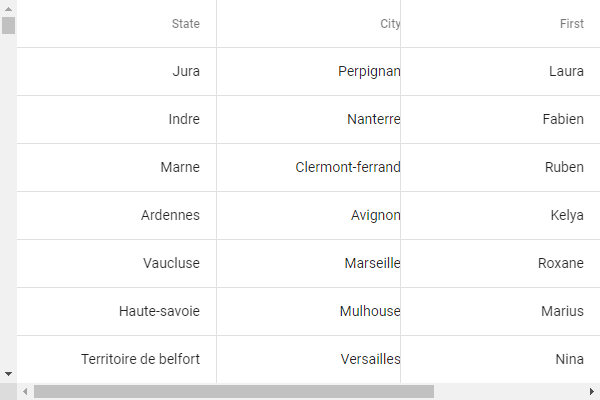 State City First
Jura Perpignan Laura
Indre Nanterre Fabien
Marne Clermont-ferrand Ruben
Ardennes Avignon Kelya
Vaucluse Marseille Roxane
Haute-savoie Mulhouse Marius
Territoire de belfort Versailles Nina